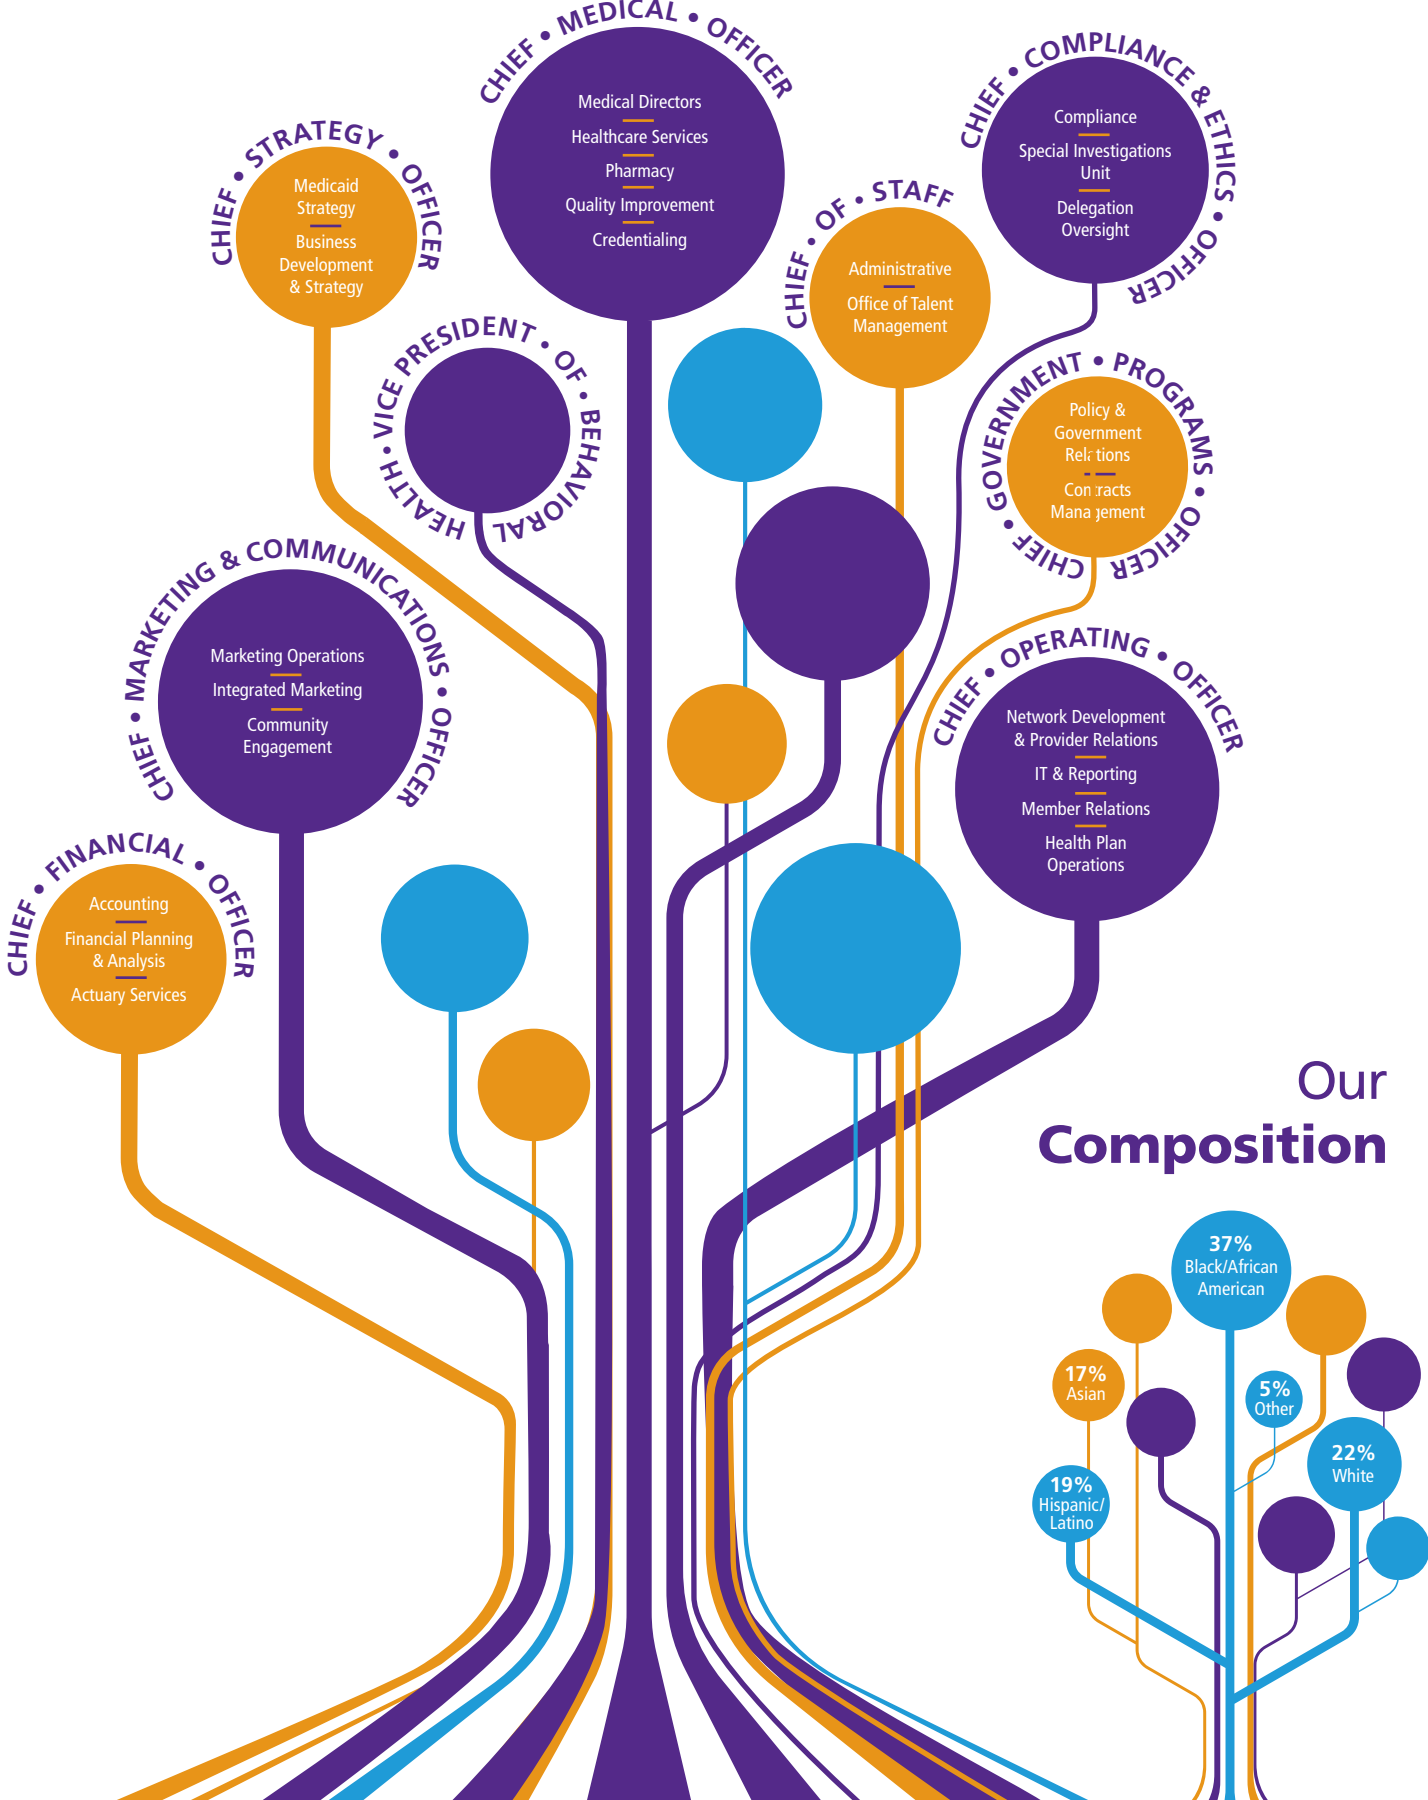 CHIEF • MEDICAL • OFFICER
Medical Directors
Healthcare Services
Pharmacy
Quality Improvement
Credentialing
CHIEF • COMPLIANCE & ETHICS • OFFICER
Compliance
Special Investigations
Unit
Delegation
Oversight
CHIEF • STRATEGY • OFFICER
Medicaid
Strategy
Business
Development
& Strategy
CHIEF • OF • STAFF
Administrative
Office of Talent
Management
VICE PRESIDENT • OF • BEHAVIORAL HEALTH •
CHIEF • GOVERNMENT • PROGRAMS • OFFICER
Policy &
Government
Relations
Contracts
Management
CHIEF • MARKETING & COMMUNICATIONS • OFFICER
Marketing Operations
Integrated Marketing
Community
Engagement
CHIEF • OPERATING • OFFICER
Network Development
& Provider Relations
IT & Reporting
Member Relations
Health Plan
Operations
CHIEF • FINANCIAL • OFFICER
Accounting
Financial Planning
& Analysis
Actuary Services
Our
Composition
37%
Black/African
American
17%
Asian
5%
Other
22%
White
19%
Hispanic/
Latino